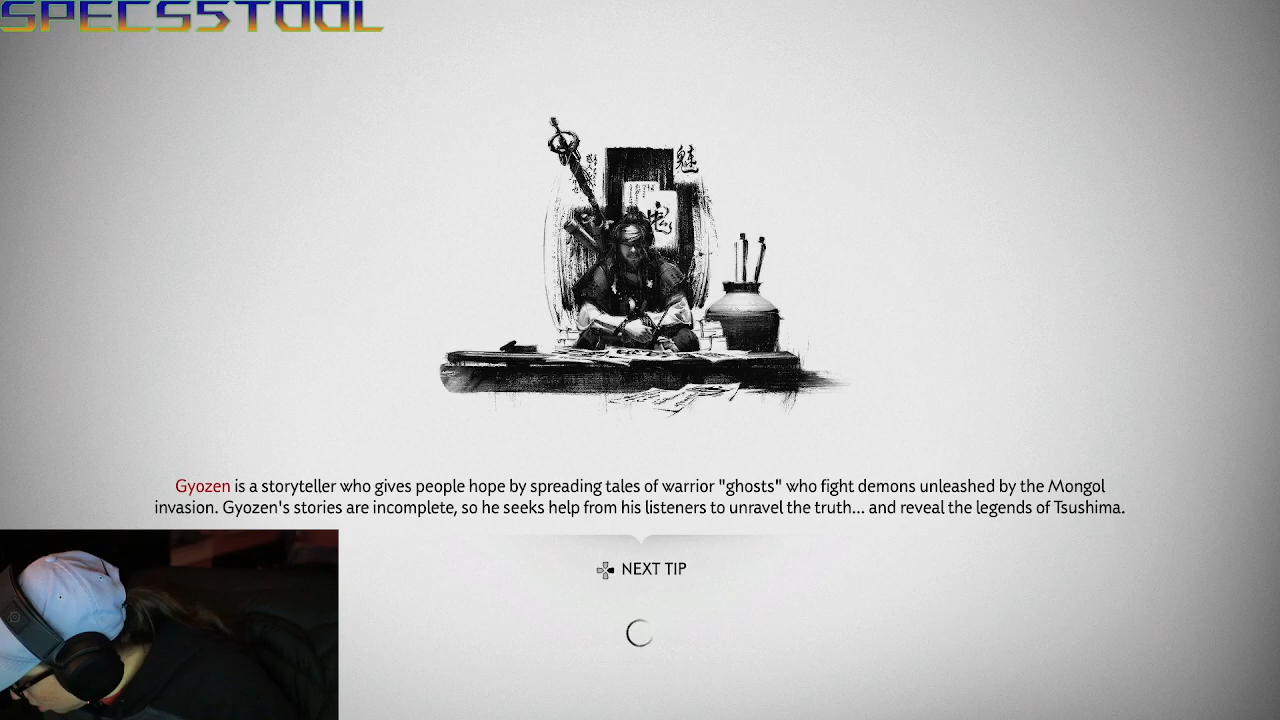 SPECS5TOOL
魅
Gyozen is a storyteller who gives people hope by spreading tales of warrior "ghosts" who fight demons unleashed by the Mongol
invasion. Gyozen's stories are incomplete, so he seeks help from his listeners to unravel the truth... and reveal the legends of Tsushima.
NEXT TIP